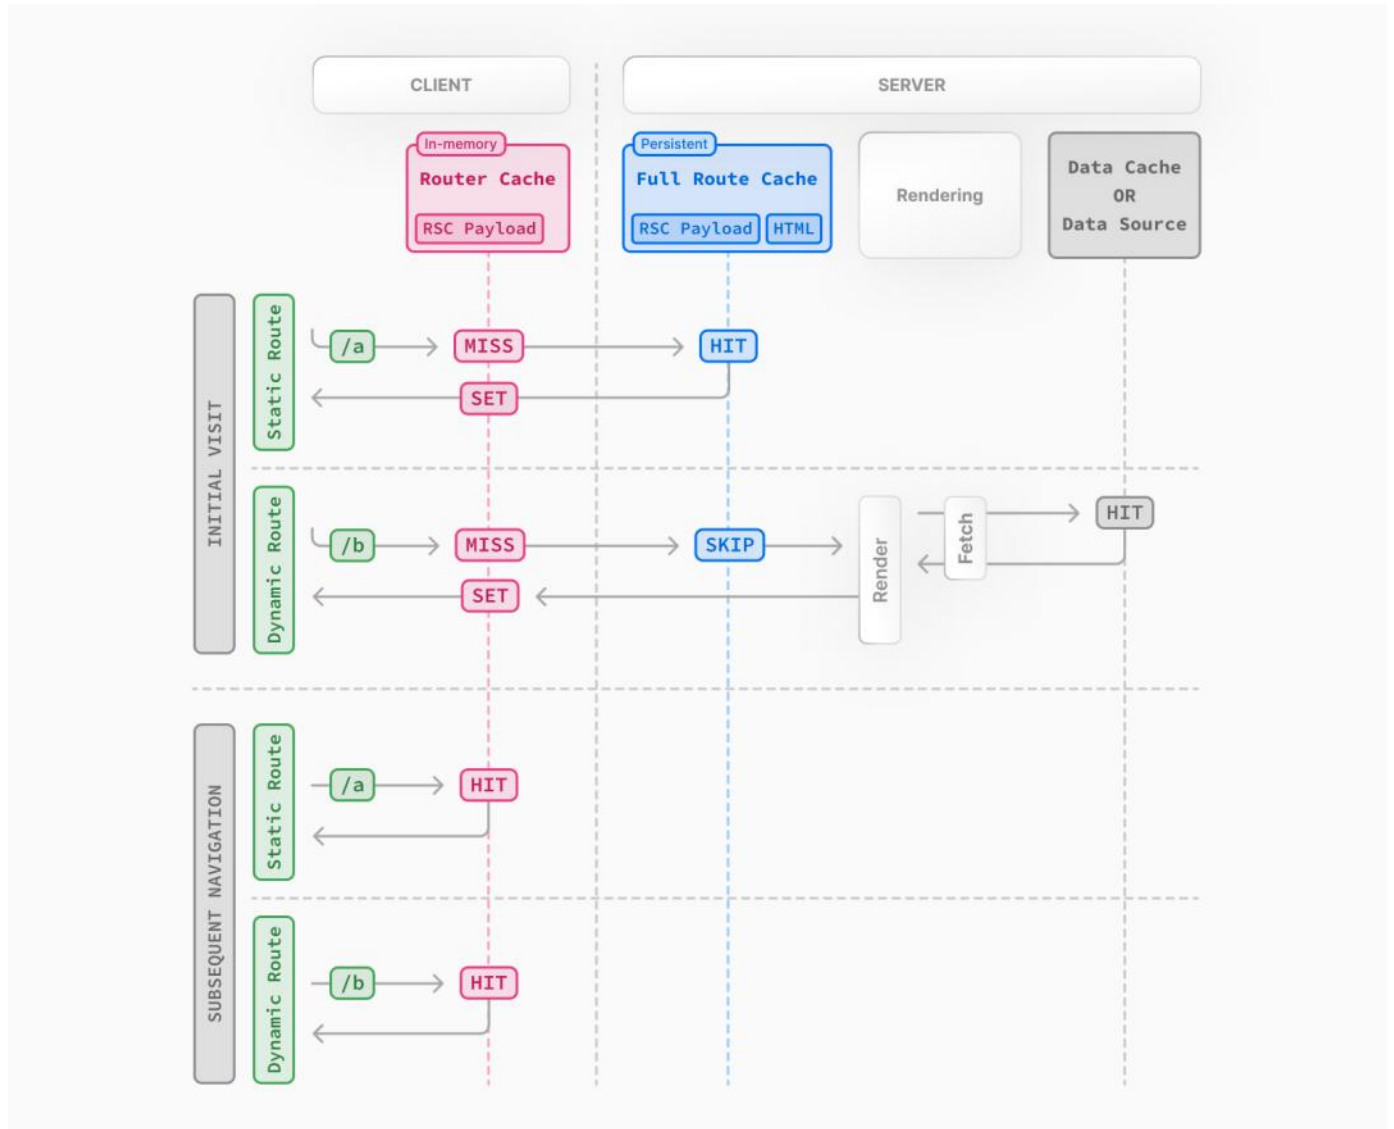 CLIENT
SERVER
In-memory
Router Cache
RSC Payload
Persistent
Full Route Cache
RSC Payload
HTML
Rendering
Data Cache
OR
Data Source
INITIAL VISIT
Static Route
/a
MISS
HIT
SET
Dynamic Route
/b
MISS
SKIP
Render
Fetch
HIT
SET
SUBSEQUENT NAVIGATION
Static Route
/a
HIT
Dynamic Route
/b
HIT